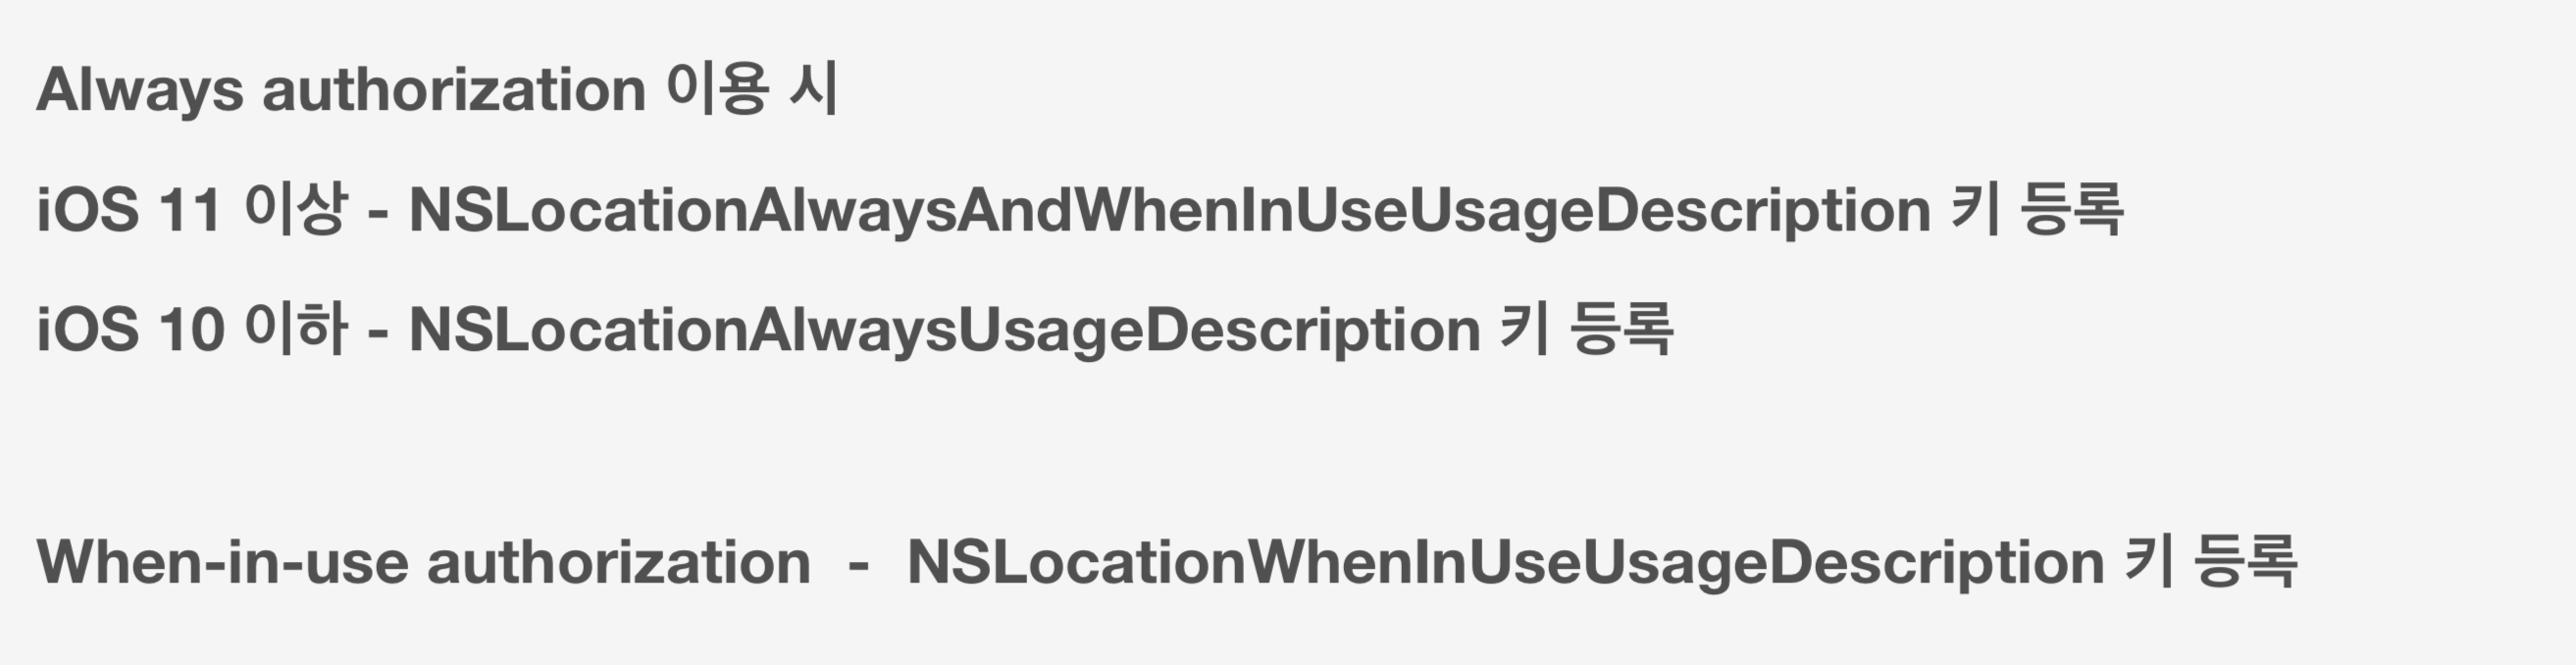 Always authorization 이용 시
iOS 11 이상 - NSLocationAlwaysAndWhenInUseUsageDescription 키 등록
iOS 10 이하 - NSLocationAlwaysUsageDescription 키 등록
When-in-use authorization - NSLocationWhenInUseUsageDescription 키 등록